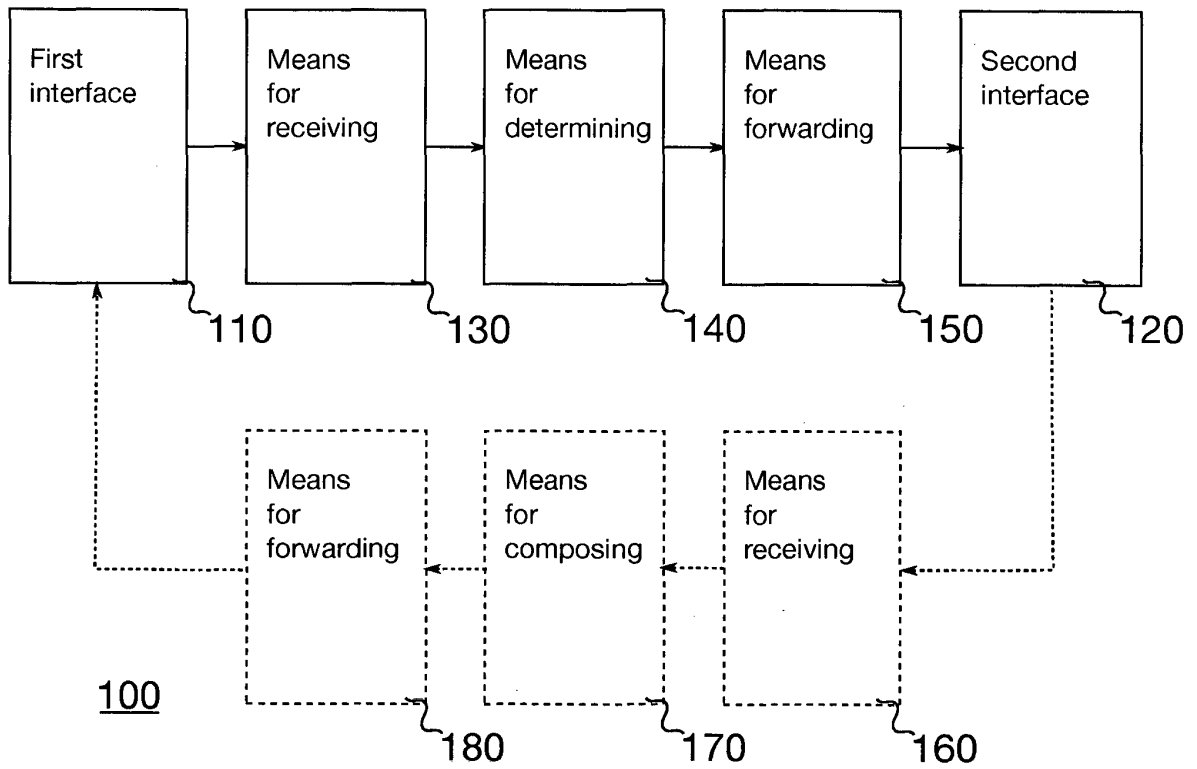 First
interface
Means
for
receiving
Means
for
determining
Means
for
forwarding
Second
interface
110
130
140
150
120
Means
for
forwarding
Means
for
composing
Means
for
receiving
100
180
170
160